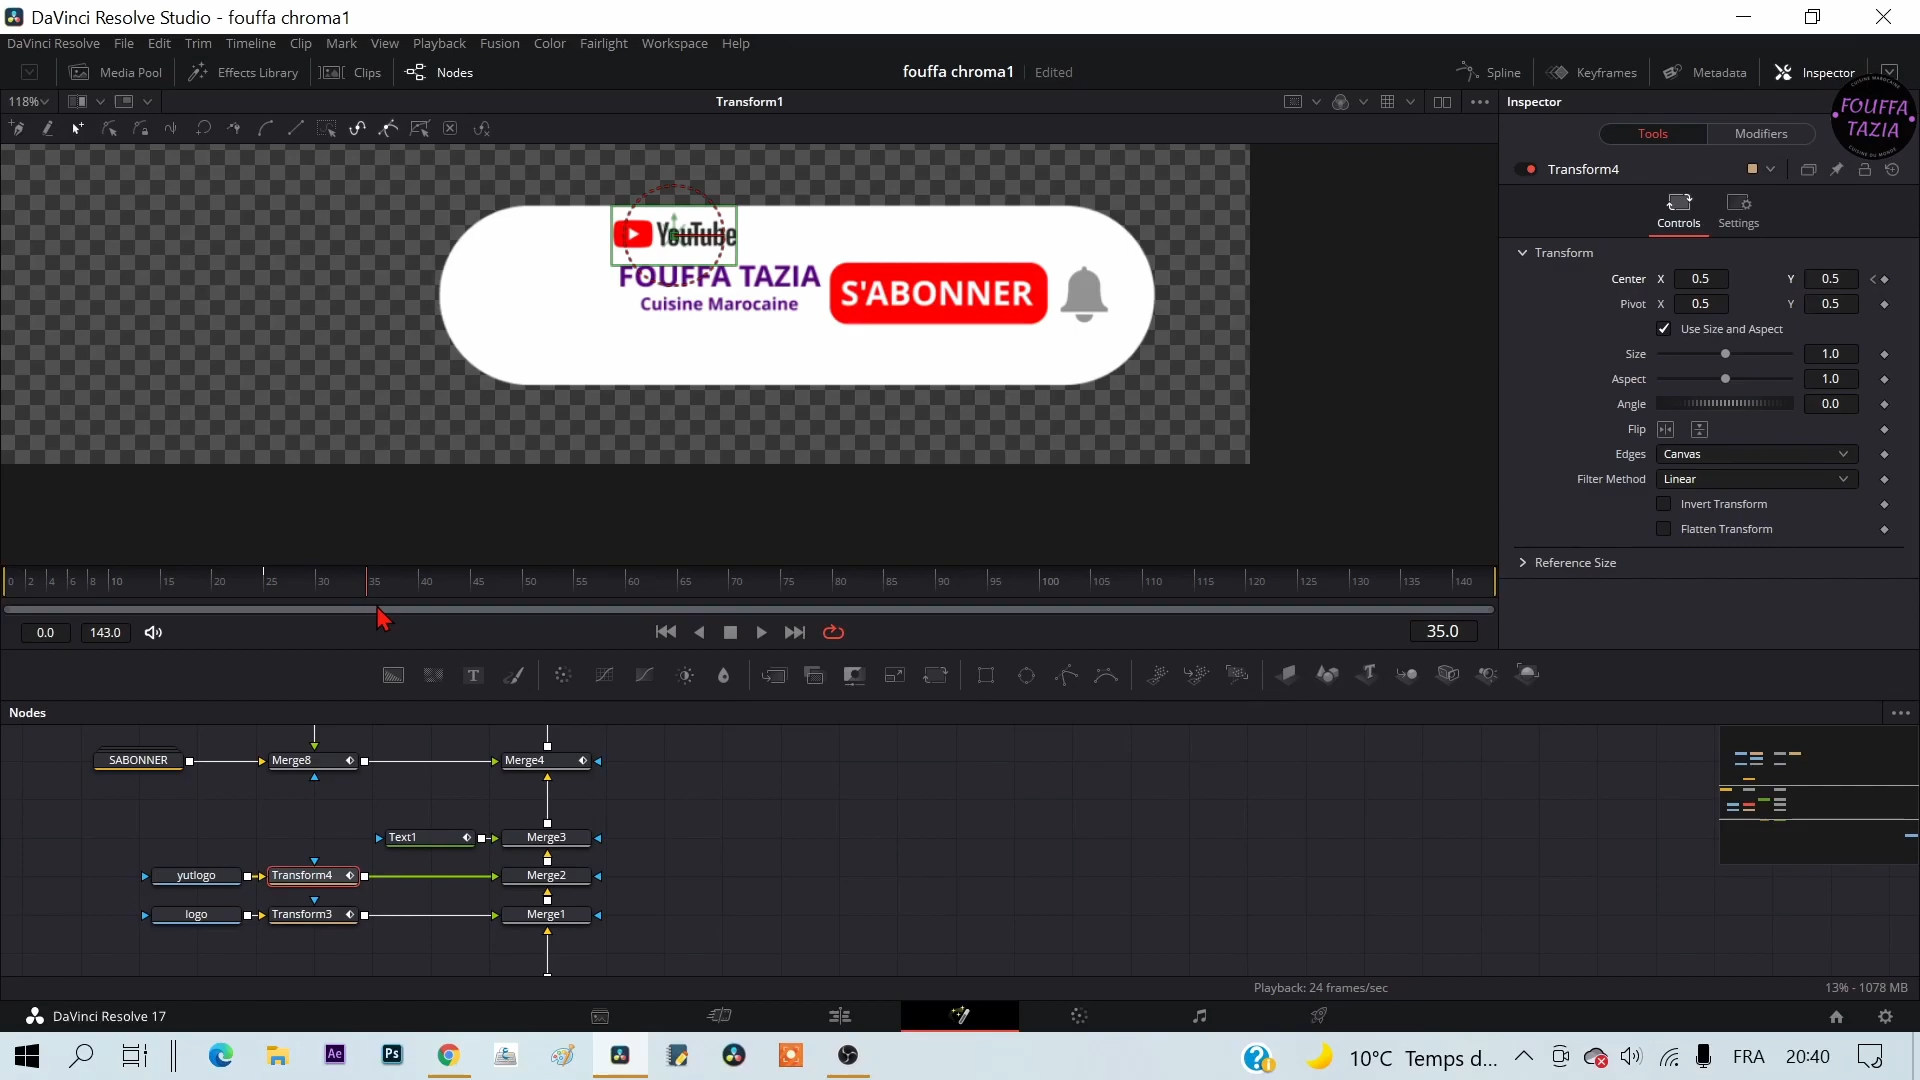 DaVinci Resolve Studio - fouffa chroma1
DaVinci Resolve File Edit Trim Timeline Clip Mark View Playback Fusion Color Fairlight Workspace Help
Media Pool Effects Library Clips Nodes fouffa chroma1 Edited Spline Keyframes Metadata Inspector
118% Transform1 Inspector
CUISINE MAROCAINE
FOUFFA
TAZIA
CUISINE DU MONDE
Tools Modifiers
Transform4
Controls Settings
YouTube
FOUFFA TAZIA
Cuisine Marocaine
S'ABONNER
Transform
Center X 0.5 Y 0.5
Pivot X 0.5 Y 0.5
Use Size and Aspect
Size 1.0
Aspect 1.0
Angle 0.0
Flip
Edges Canvas
Filter Method Linear
Invert Transform
Flatten Transform
Reference Size
0 2 4 6 8 10 15 20 25 30 35 40 45 50 55 60 65 70 75 80 85 90 95 100 105 110 115 120 125 130 135 140
0.0 143.0 35.0
T T
Nodes
SABONNER Merge8 Merge4
Text1 Merge3
yutlogo Transform4 Merge2
logo Transform3 Merge1
Playback: 24 frames/sec 13% - 1078 MB
DaVinci Resolve 17
Ae Ps 10°C Temps d... FRA 20:40